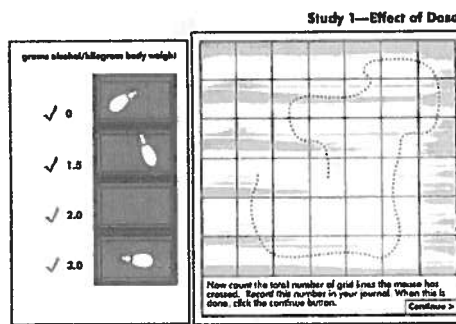 Study 1—Effect of Dose
grams alcohol/kilogram body weight
0
1.5
2.0
3.0
Now count the total number of grid lines the mouse has
crossed. Record this number in your journal. When this is
done, click the continue button.
Continue >